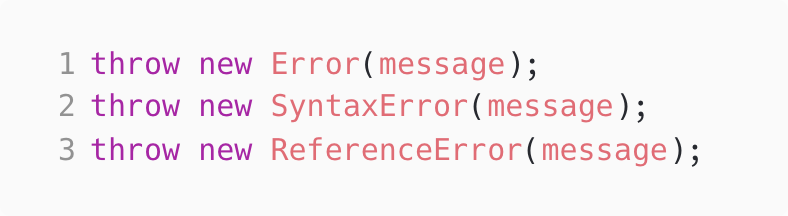 1 throw new Error(message);
2 throw new SyntaxError(message);
3 throw new ReferenceError(message);